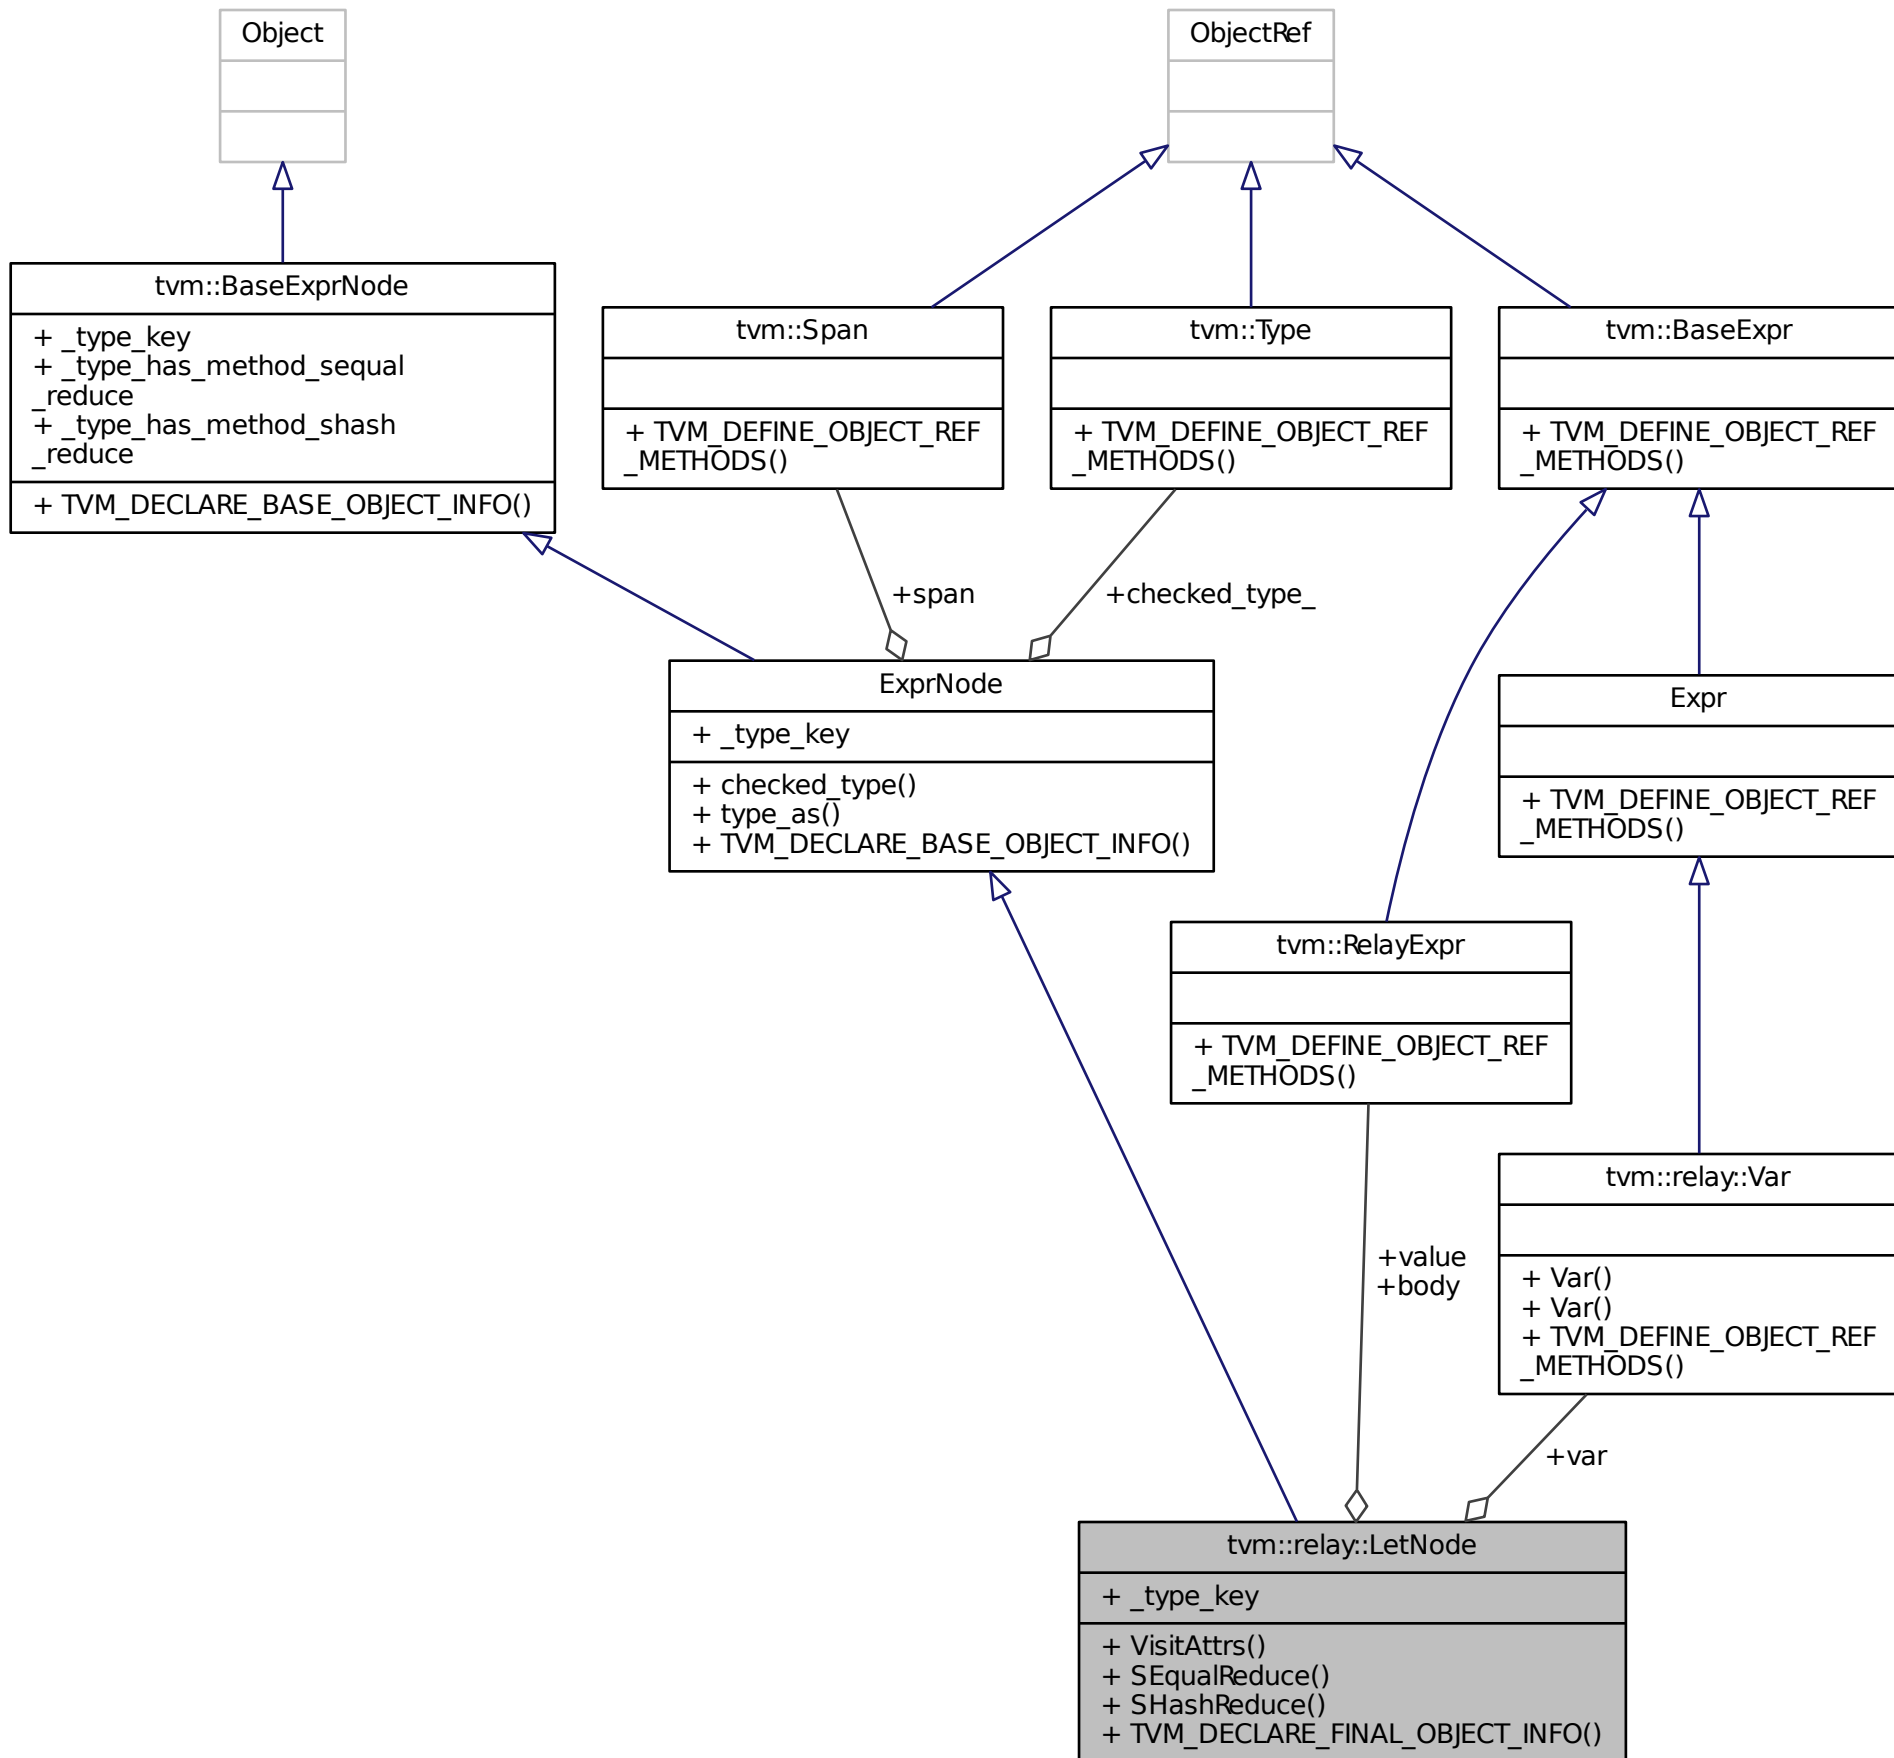 Object
ObjectRef
tvm::BaseExprNode
+ _type_key
+ _type_has_method_sequal
_reduce
+ _type_has_method_shash
_reduce
+ TVM_DECLARE_BASE_OBJECT_INFO()
tvm::Span
+ TVM_DEFINE_OBJECT_REF
_METHODS()
tvm::Type
+ TVM_DEFINE_OBJECT_REF
_METHODS()
tvm::BaseExpr
+ TVM_DEFINE_OBJECT_REF
_METHODS()
+span
+checked_type_
ExprNode
+ _type_key
+ checked_type()
+ type_as()
+ TVM_DECLARE_BASE_OBJECT_INFO()
Expr
+ TVM_DEFINE_OBJECT_REF
_METHODS()
tvm::RelayExpr
+ TVM_DEFINE_OBJECT_REF
_METHODS()
tvm::relay::Var
+ Var()
+ Var()
+ TVM_DEFINE_OBJECT_REF
_METHODS()
+value
+body
+var
tvm::relay::LetNode
+ _type_key
+ VisitAttrs()
+ SEqualReduce()
+ SHashReduce()
+ TVM_DECLARE_FINAL_OBJECT_INFO()